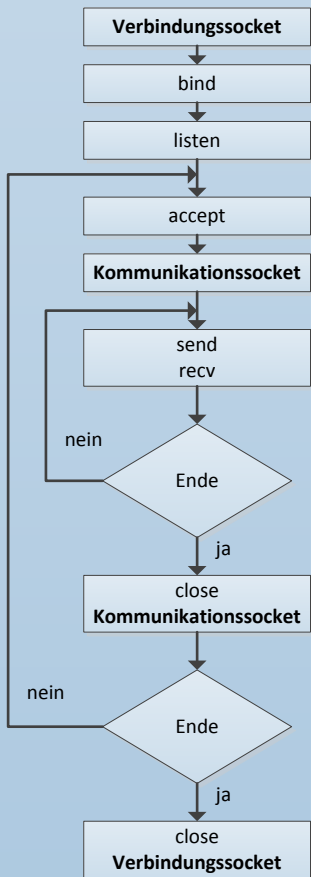 Verbindungssocket
bind
listen
accept
Kommunikationssocket
send
recv
nein
Ende
ja
close
Kommunikationssocket
nein
Ende
ja
close
Verbindungssocket